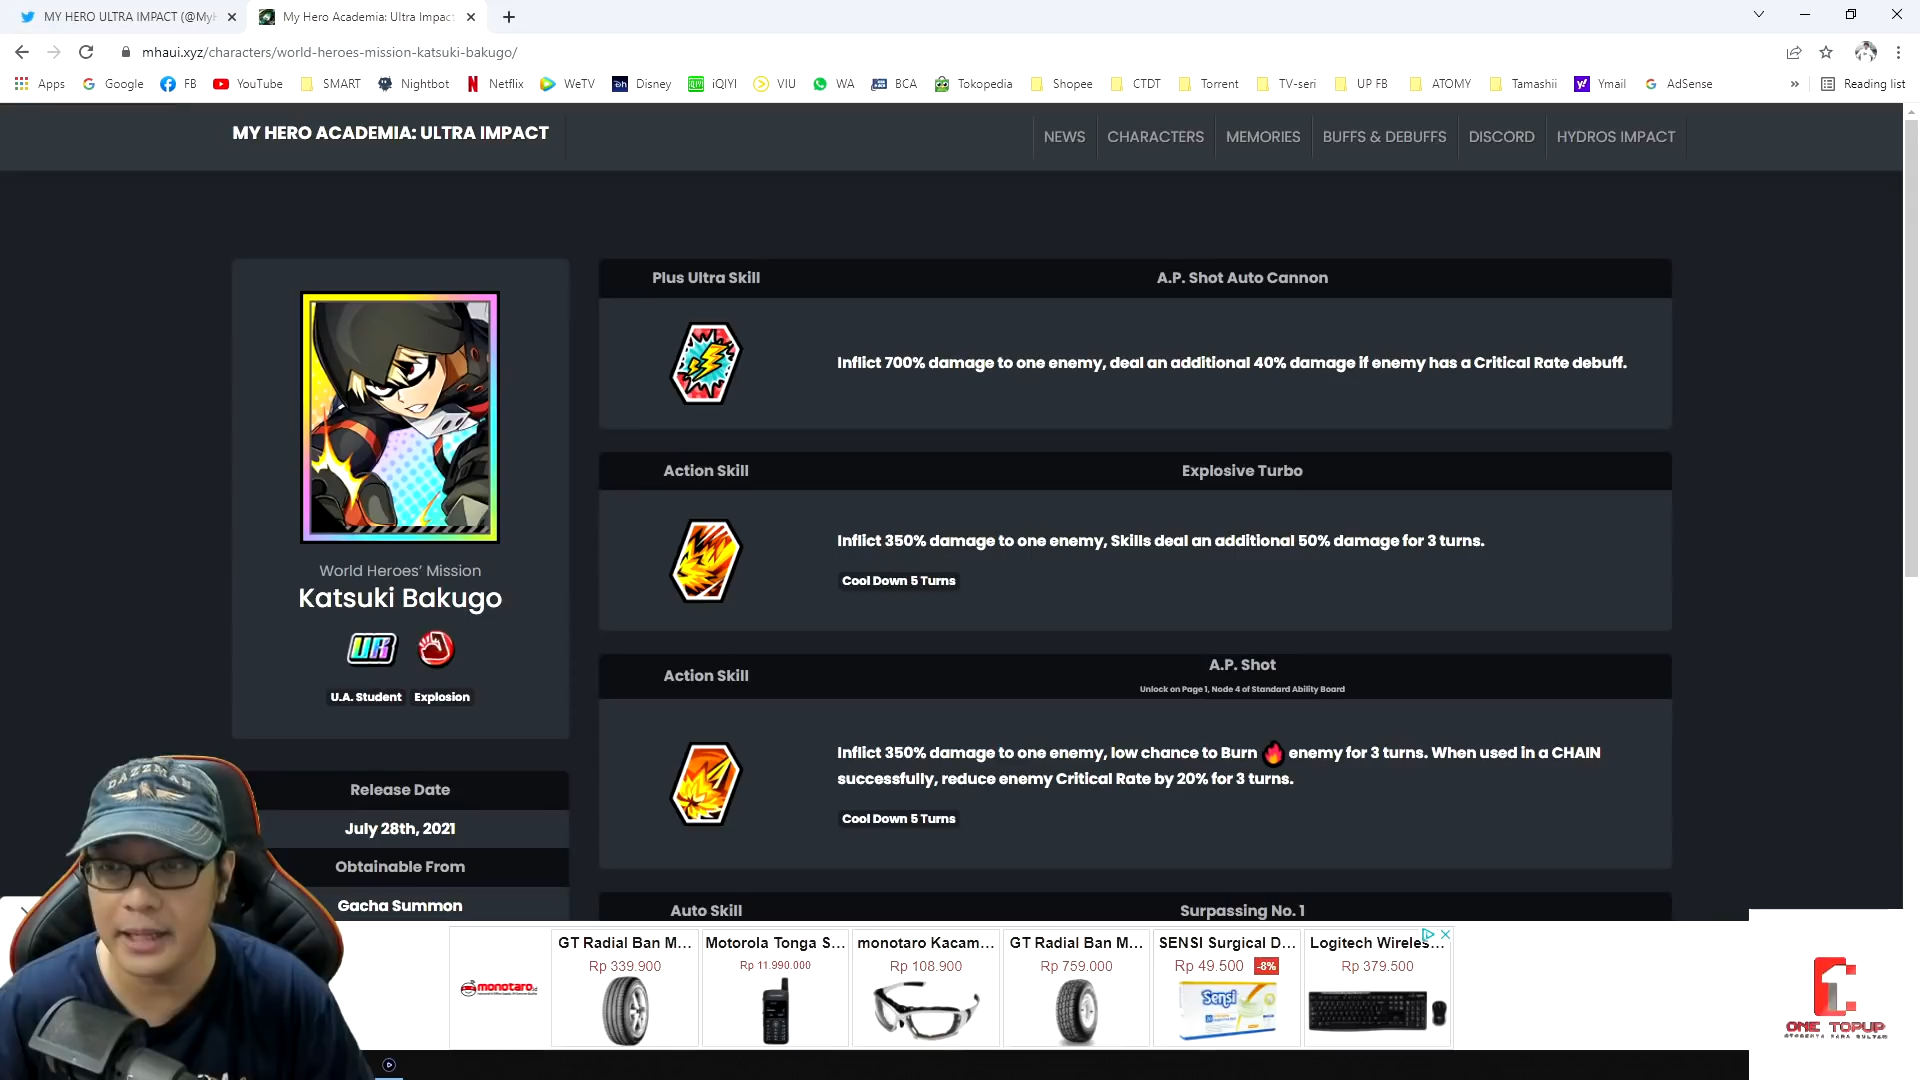 MY HERO ULTRA IMPACT (@MyH
My Hero Academia: Ultra Impact
mhaui.xyz/characters/world-heroes-mission-katsuki-bakugo/
Apps Google FB YouTube SMART Nightbot Netflix WeTV Disney iQIYI VIU WA BCA Tokopedia Shopee CTDT Torrent TV-seri UP FB ATOMY Tamashii Ymail AdSense » Reading list
MY HERO ACADEMIA: ULTRA IMPACT
NEWS CHARACTERS MEMORIES BUFFS & DEBUFFS DISCORD HYDROS IMPACT
World Heroes’ Mission
Katsuki Bakugo
UR
U.A. Student Explosion
Release Date
July 28th, 2021
Obtainable From
Gacha Summon
Plus Ultra Skill A.P. Shot Auto Cannon
Inflict 700% damage to one enemy, deal an additional 40% damage if enemy has a Critical Rate debuff.
Action Skill Explosive Turbo
Inflict 350% damage to one enemy, Skills deal an additional 50% damage for 3 turns.
Cool Down 5 Turns
Action Skill A.P. Shot
Unlock on Page 1, Node 4 of Standard Ability Board
Inflict 350% damage to one enemy, low chance to Burn enemy for 3 turns. When used in a CHAIN
successfully, reduce enemy Critical Rate by 20% for 3 turns.
Cool Down 5 Turns
Auto Skill Surpassing No. 1
DAZZMAN
monotaro.id
GT Radial Ban M...
Rp 339.900
Motorola Tonga S...
Rp 11.990.000
monotaro Kacam...
Rp 108.900
GT Radial Ban M...
Rp 759.000
SENSI Surgical D...
Rp 49.500 -8%
Sensi
Logitech Wireles...
Rp 379.500
ONE TOPUP